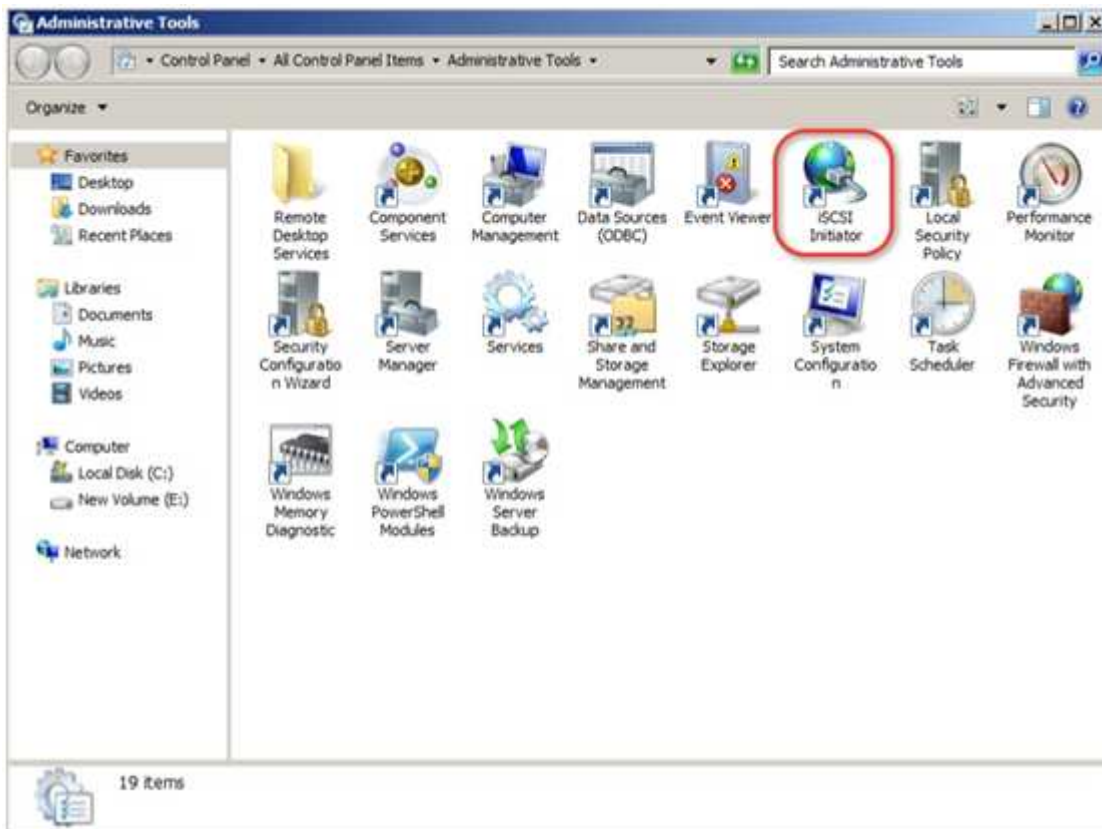 Administrative Tools
Control Panel • All Control Panel Items • Administrative Tools •
Search Administrative Tools
Organize
Favorites
Desktop
Downloads
Recent Places
Libraries
Documents
Music
Pictures
Videos
Computer
Local Disk (C:)
New Volume (E:)
Network
Remote
Desktop
Services
Component
Services
Computer
Management
Data Sources
(ODBC)
Event Viewer
iSCSI
Initiator
Local
Security
Policy
Performance
Monitor
Security
Configuratio
n Wizard
Server
Manager
Services
Share and
Storage
Management
Storage
Explorer
System
Configuratio
n
Task
Scheduler
Windows
Firewall with
Advanced
Security
Windows
Memory
Diagnostic
Windows
PowerShell
Modules
Windows
Server
Backup
19 items